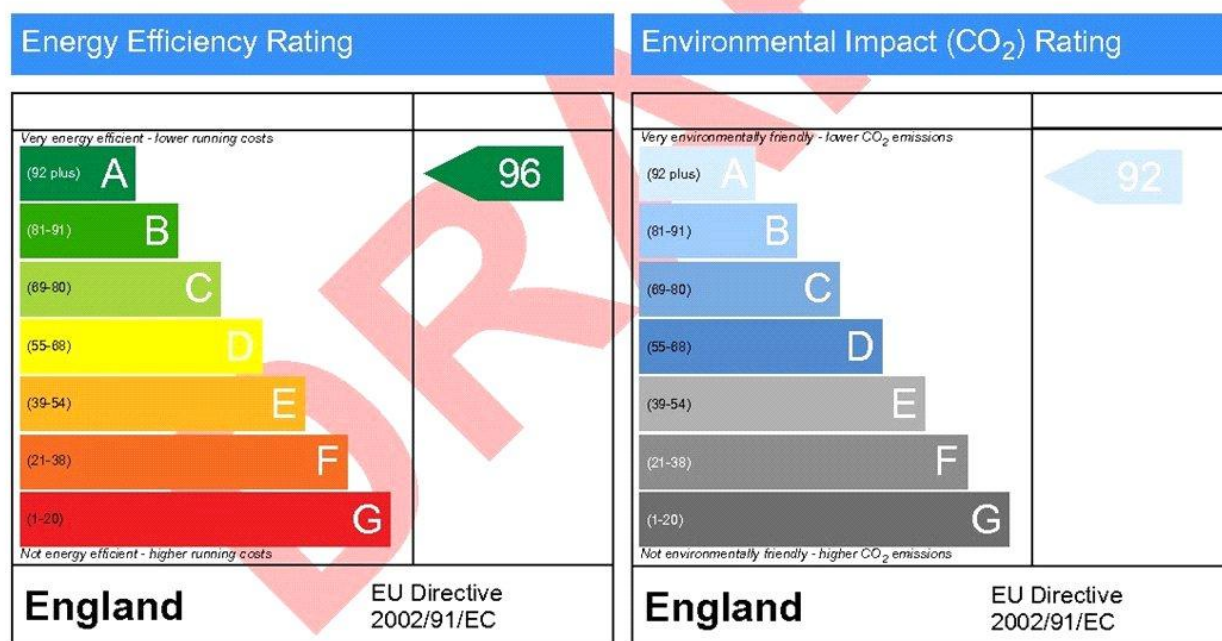 Energy Efficiency Rating
Very energy efficient - lower running costs
(92 plus) A
96
(81-91) B
(69-80) C
(55-68) D
(39-54) E
(21-38) F
(1-20) G
Not energy efficient - higher running costs
England
EU Directive
2002/91/EC
Environmental Impact (CO2) Rating
Very environmentally friendly - lower CO2 emissions
(92 plus) A
92
(81-91) B
(69-80) C
(55-68) D
(39-54) E
(21-38) F
(1-20) G
Not environmentally friendly - higher CO2 emissions
England
EU Directive
2002/91/EC